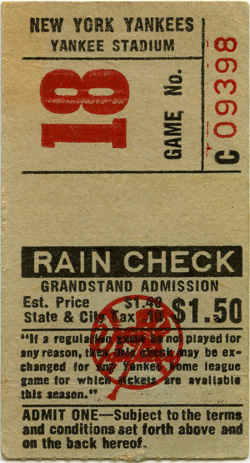 NEW YORK YANKEES
YANKEE STADIUM
18
GAME No.
C 09398
RAIN CHECK
GRANDSTAND ADMISSION
Est. Price $1.40
State & City Tax .10 $1.50
"If a regulation game be not played for
any reason, this rain check may be ex-
changed for any Yankee home league
game for which tickets are available
this season."
ADMIT ONE—Subject to the terms
and conditions set forth above and
on the back hereof.